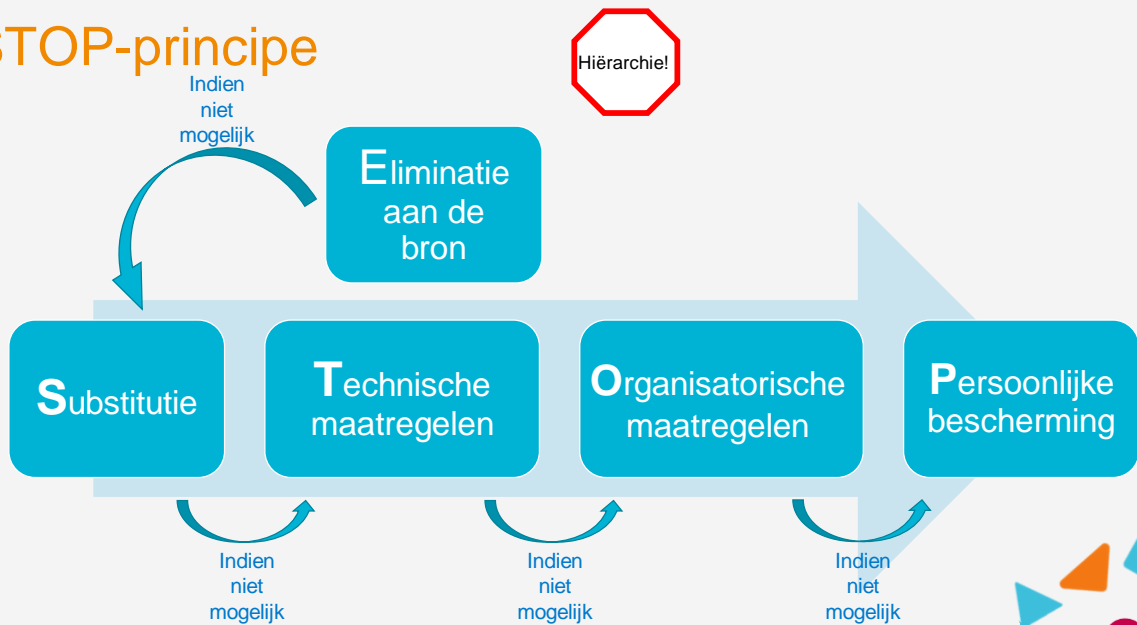 STOP-principe
Hiërarchie!
Indien
niet
mogelijk
Eliminatie
aan de
bron
Substitutie
Technische
maatregelen
Organisatorische
maatregelen
Persoonlijke
bescherming
Indien
niet
mogelijk
Indien
niet
mogelijk
Indien
niet
mogelijk